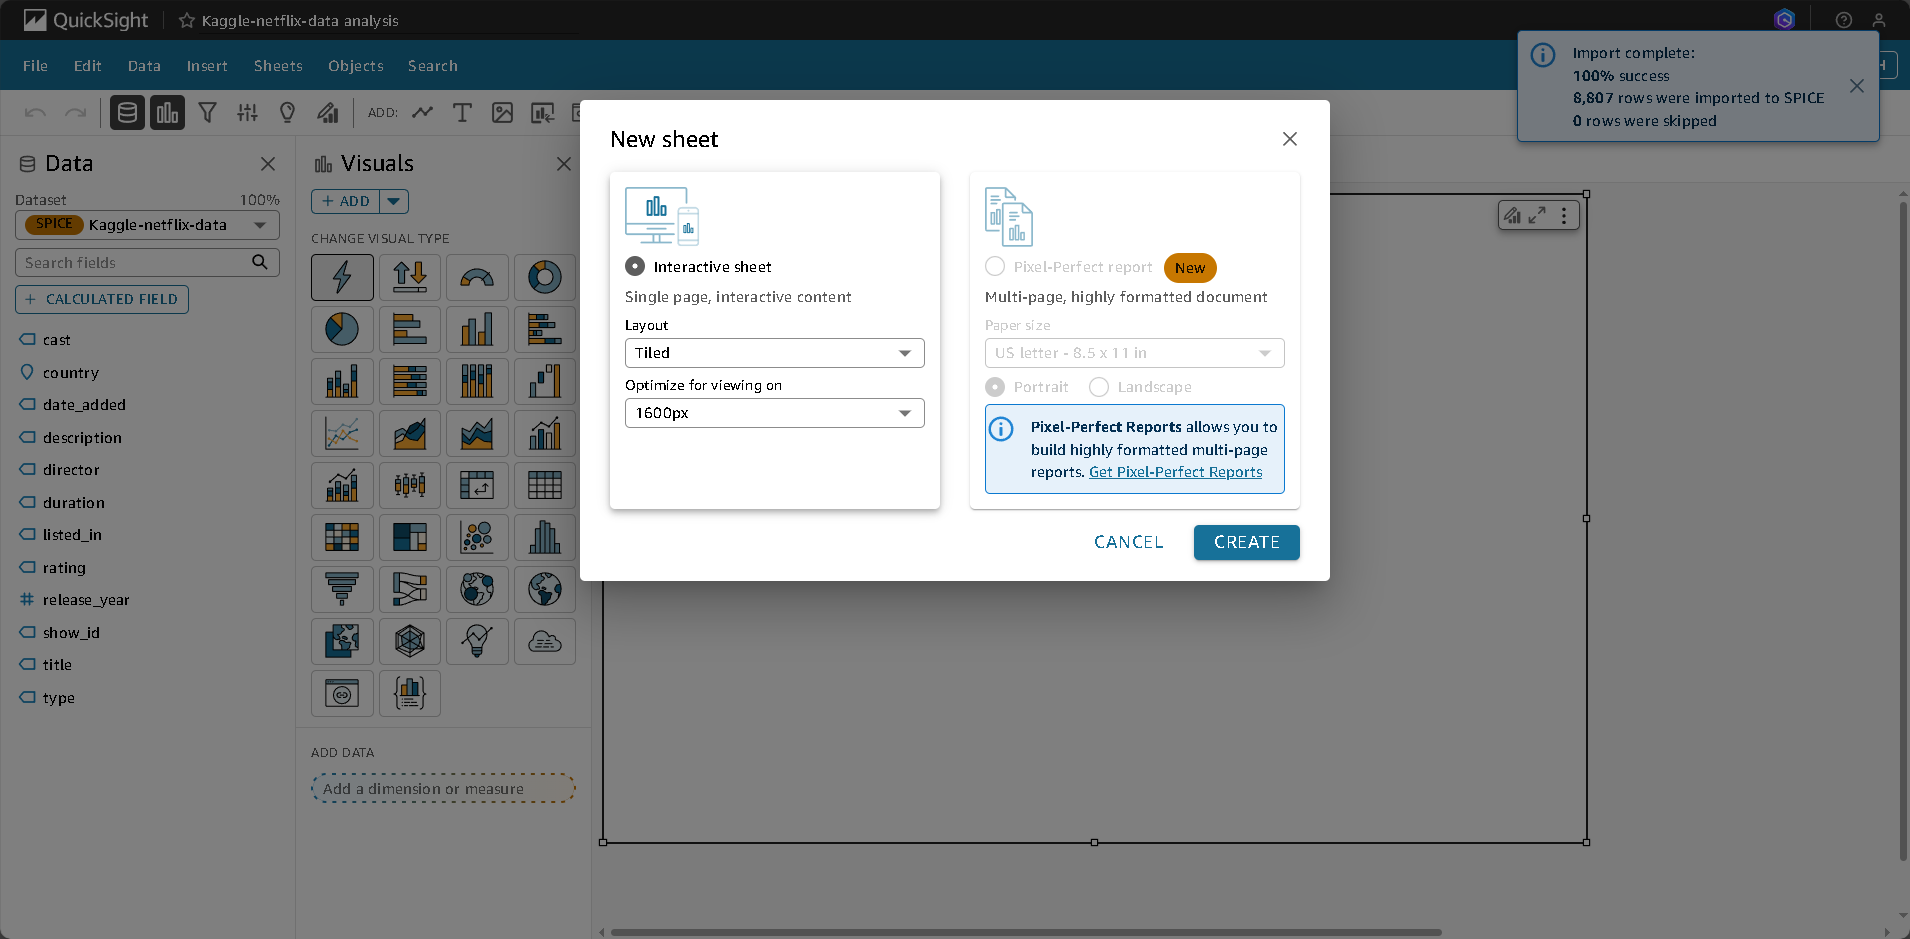 QuickSight
Kaggle-netflix-data analysis
File Edit Data Insert Sheets Objects Search
Import complete:
100% success
8,807 rows were imported to SPICE
0 rows were skipped
ADD:
Data
Dataset 100%
SPICE Kaggle-netflix-data
Search fields
+ CALCULATED FIELD
cast
country
date_added
description
director
duration
listed_in
rating
release_year
show_id
title
type
Visuals
+ ADD
CHANGE VISUAL TYPE
ADD DATA
Add a dimension or measure
New sheet
Interactive sheet
Single page, interactive content
Layout
Tiled
Optimize for viewing on
1600px
Pixel-Perfect report New
Multi-page, highly formatted document
Paper size
US letter - 8.5 x 11 in
Portrait Landscape
Pixel-Perfect Reports allows you to
build highly formatted multi-page
reports. Get Pixel-Perfect Reports
CANCEL CREATE